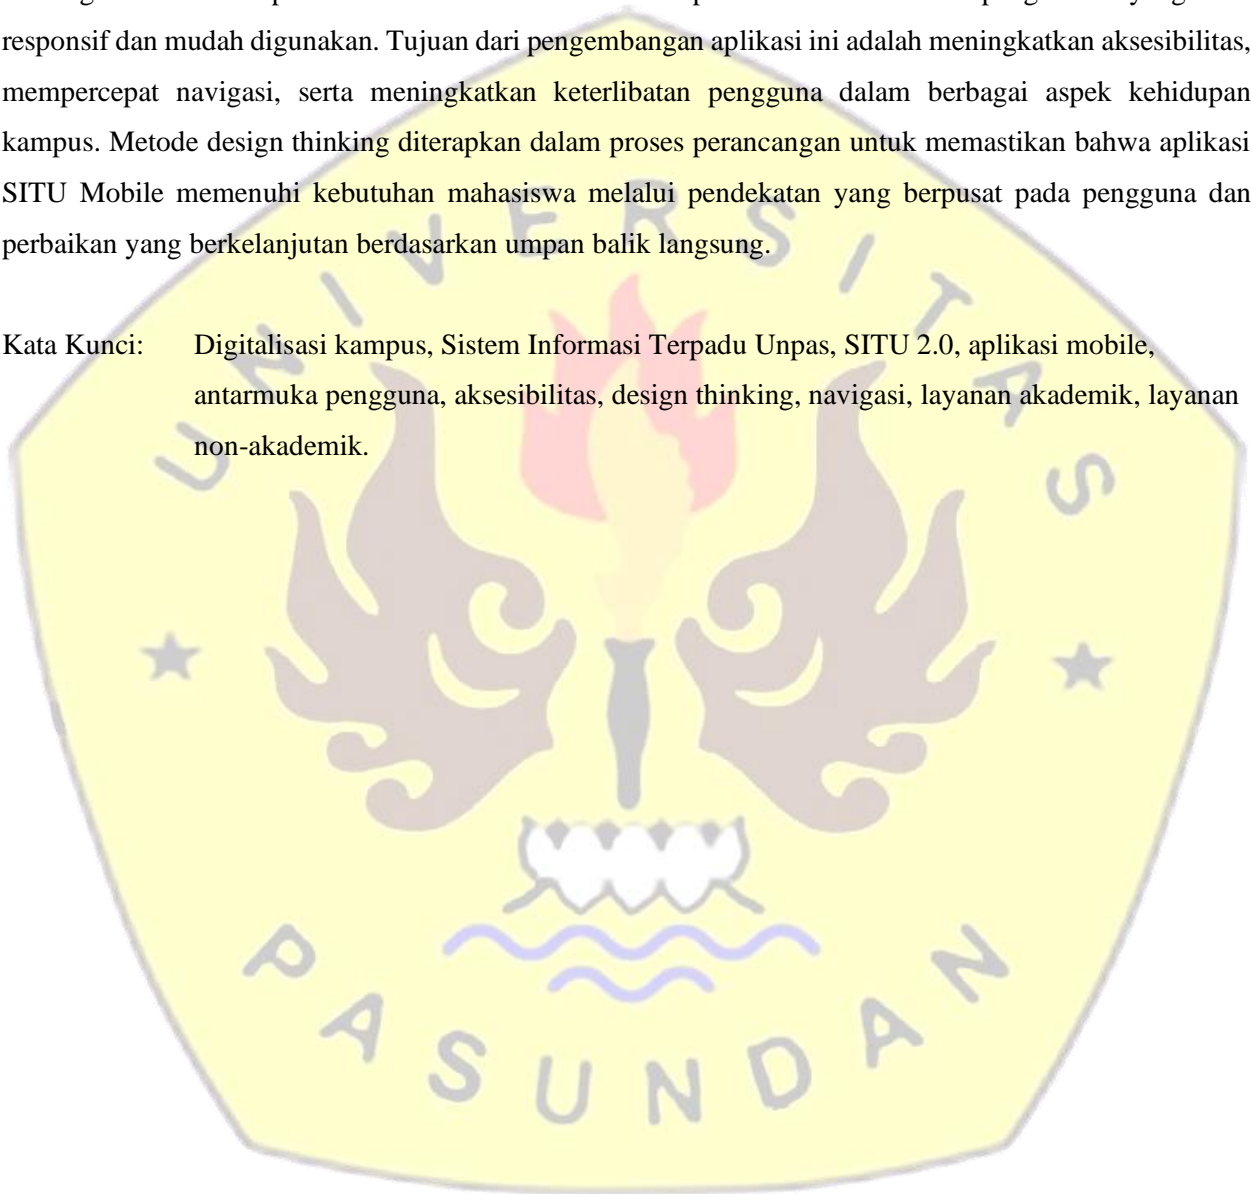 responsif dan mudah digunakan. Tujuan dari pengembangan aplikasi ini adalah meningkatkan aksesibilitas,
mempercepat navigasi, serta meningkatkan keterlibatan pengguna dalam berbagai aspek kehidupan
kampus. Metode design thinking diterapkan dalam proses perancangan untuk memastikan bahwa aplikasi
SITU Mobile memenuhi kebutuhan mahasiswa melalui pendekatan yang berpusat pada pengguna dan
perbaikan yang berkelanjutan berdasarkan umpan balik langsung.
Kata Kunci: Digitalisasi kampus, Sistem Informasi Terpadu Unpas, SITU 2.0, aplikasi mobile,
antarmuka pengguna, aksesibilitas, design thinking, navigasi, layanan akademik, layanan
non-akademik.
UNIVERSITAS
PASUNDAN